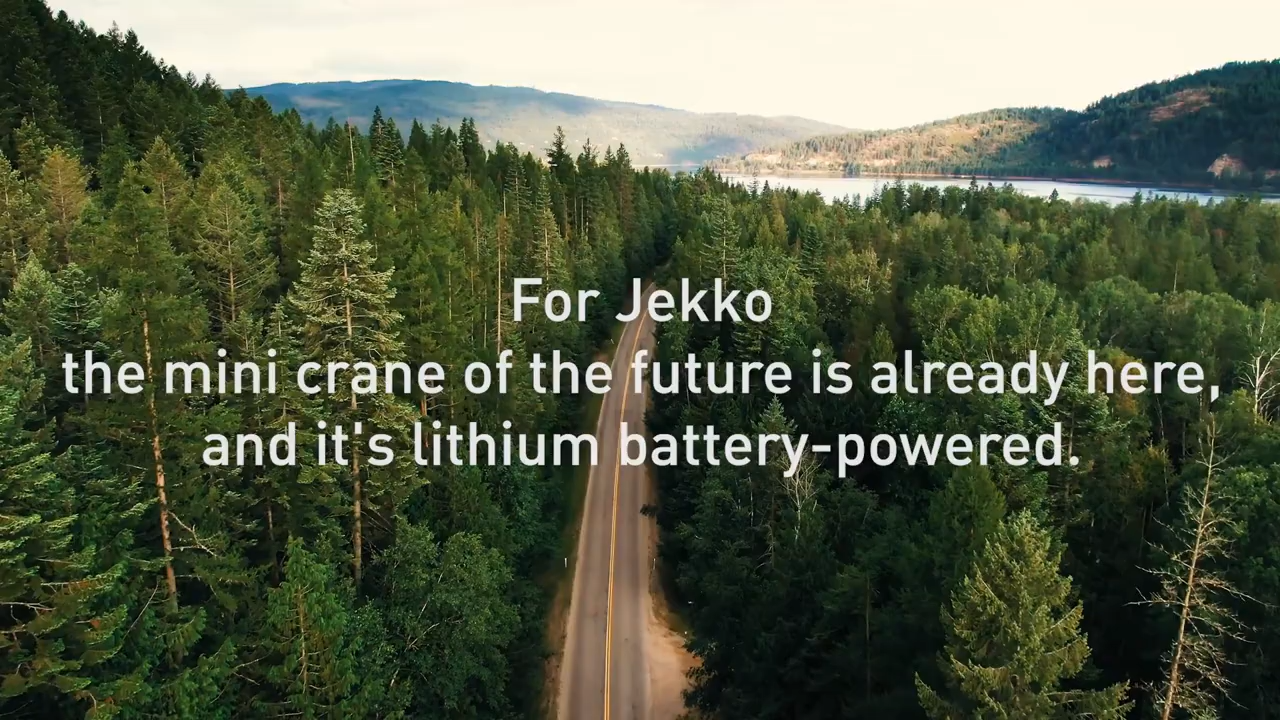 For Jekko
the mini crane of the future is already here,
and it's lithium battery-powered.